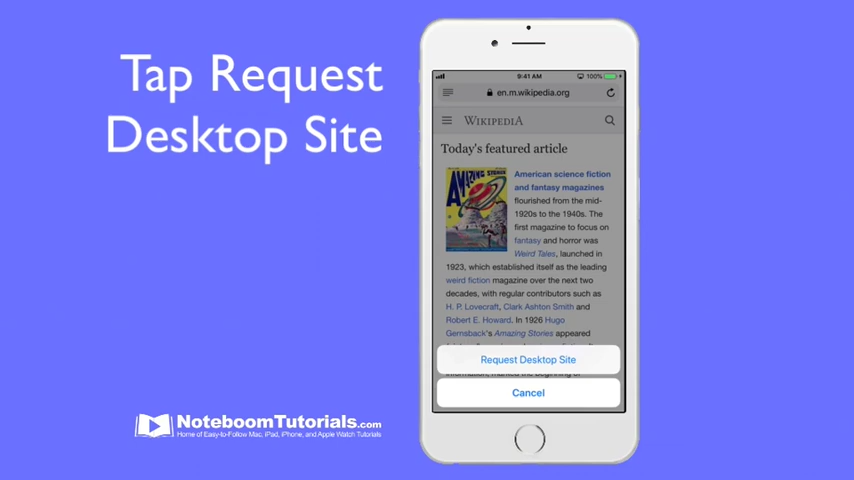 Tap Request
Desktop Site
9:41 AM
100%
en.m.wikipedia.org
WIKIPEDIA
Today's featured article
AMAZING STORIES
American science fiction
and fantasy magazines
flourished from the mid-
1920s to the 1940s. The
first magazine to focus on
fantasy and horror was
Weird Tales, launched in
1923, which established itself as the leading
weird fiction magazine over the next two
decades, with regular contributors such as
H. P. Lovecraft, Clark Ashton Smith and
Robert E. Howard. In 1926 Hugo
Gernsback's Amazing Stories appeared
Request Desktop Site
Cancel
NoteboomTutorials.com
Home of Easy-to-Follow Mac, iPad, iPhone, and Apple Watch Tutorials